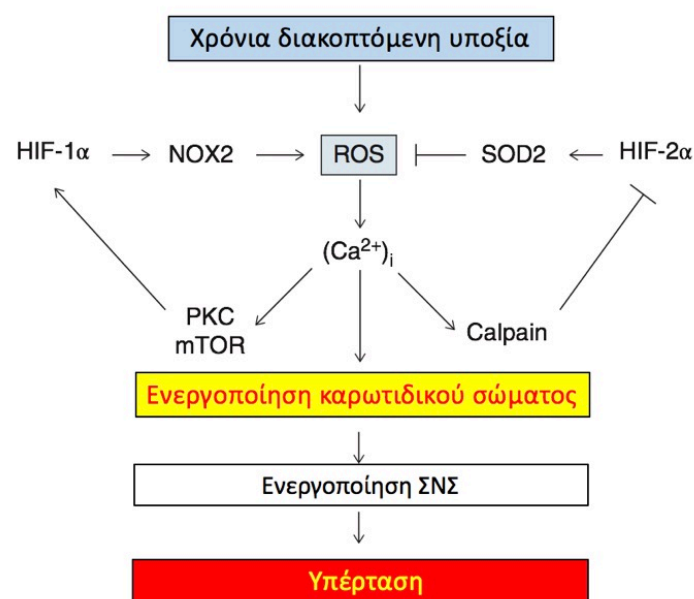 Χρόνια διακοπτόμενη υποξία
HIF-1α NOX2 ROS SOD2 HIF-2α
(Ca²⁺)ᵢ
PKC
mTOR
Calpain
Ενεργοποίηση καρωτιδικού σώματος
Ενεργοποίηση ΣΝΣ
Υπέρταση